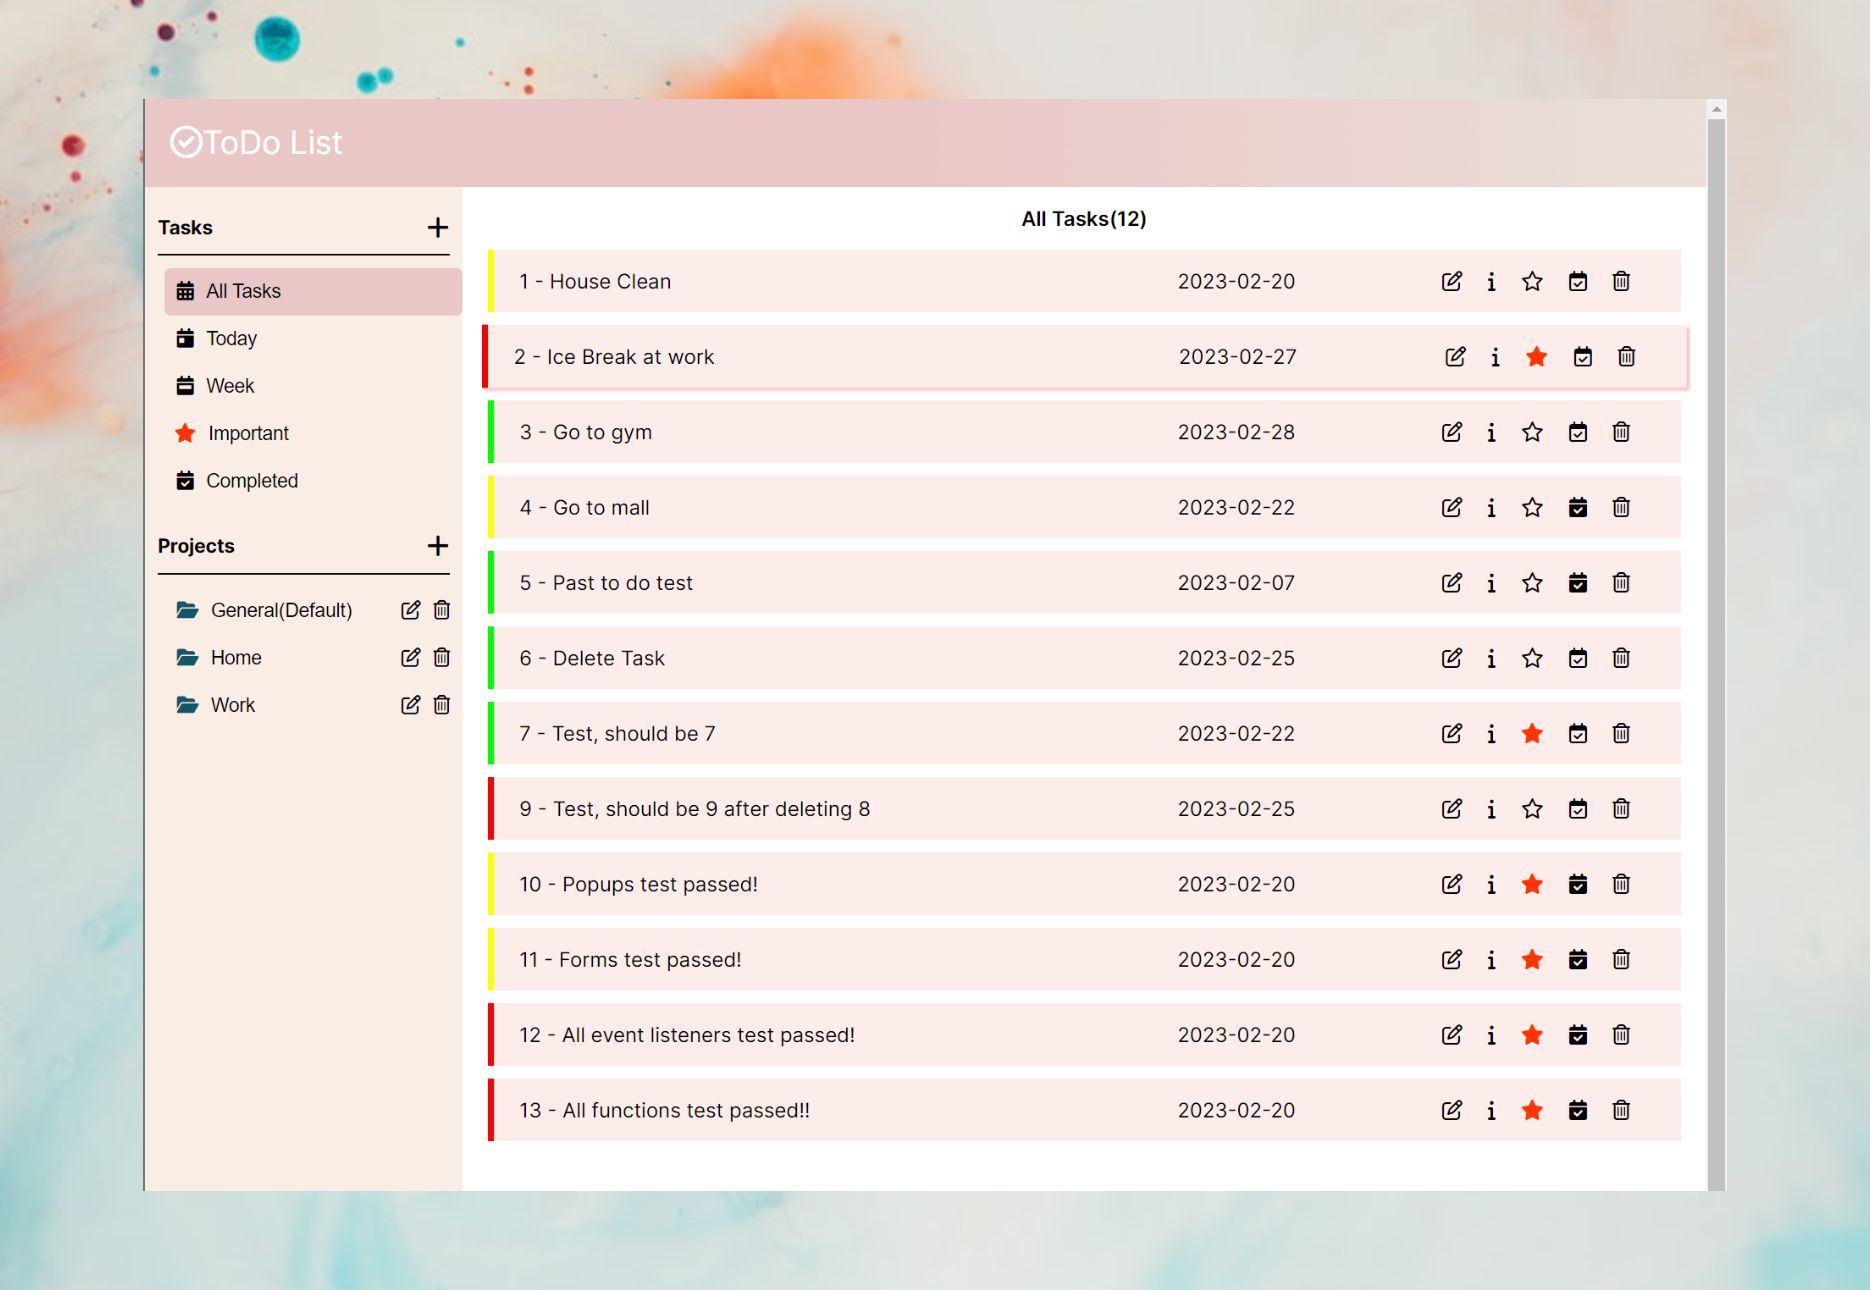 ToDo List
Tasks
All Tasks
Today
Week
Important
Completed
Projects
General(Default)
Home
Work
All Tasks(12)
1 - House Clean 2023-02-20
2 - Ice Break at work 2023-02-27
3 - Go to gym 2023-02-28
4 - Go to mall 2023-02-22
5 - Past to do test 2023-02-07
6 - Delete Task 2023-02-25
7 - Test, should be 7 2023-02-22
9 - Test, should be 9 after deleting 8 2023-02-25
10 - Popups test passed! 2023-02-20
11 - Forms test passed! 2023-02-20
12 - All event listeners test passed! 2023-02-20
13 - All functions test passed!! 2023-02-20